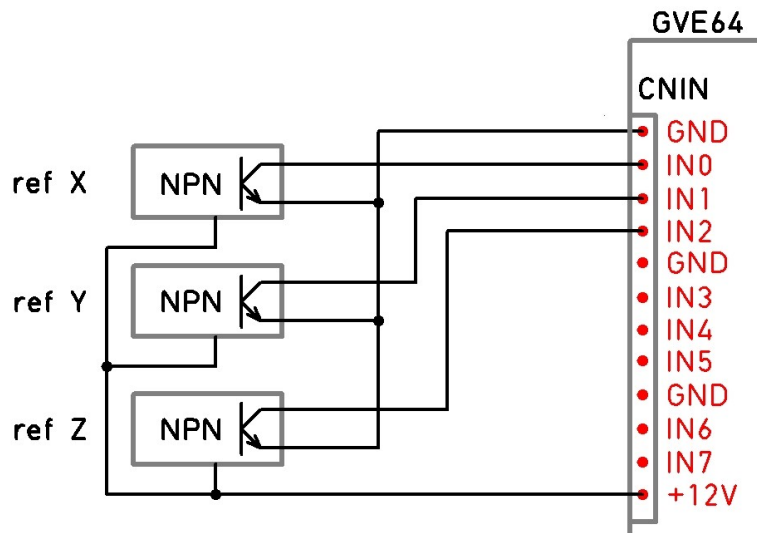 GVE64
CNIN
GND
IN0
ref X NPN
IN1
IN2
GND
ref Y NPN
IN3
IN4
IN5
GND
ref Z NPN
IN6
IN7
+12V